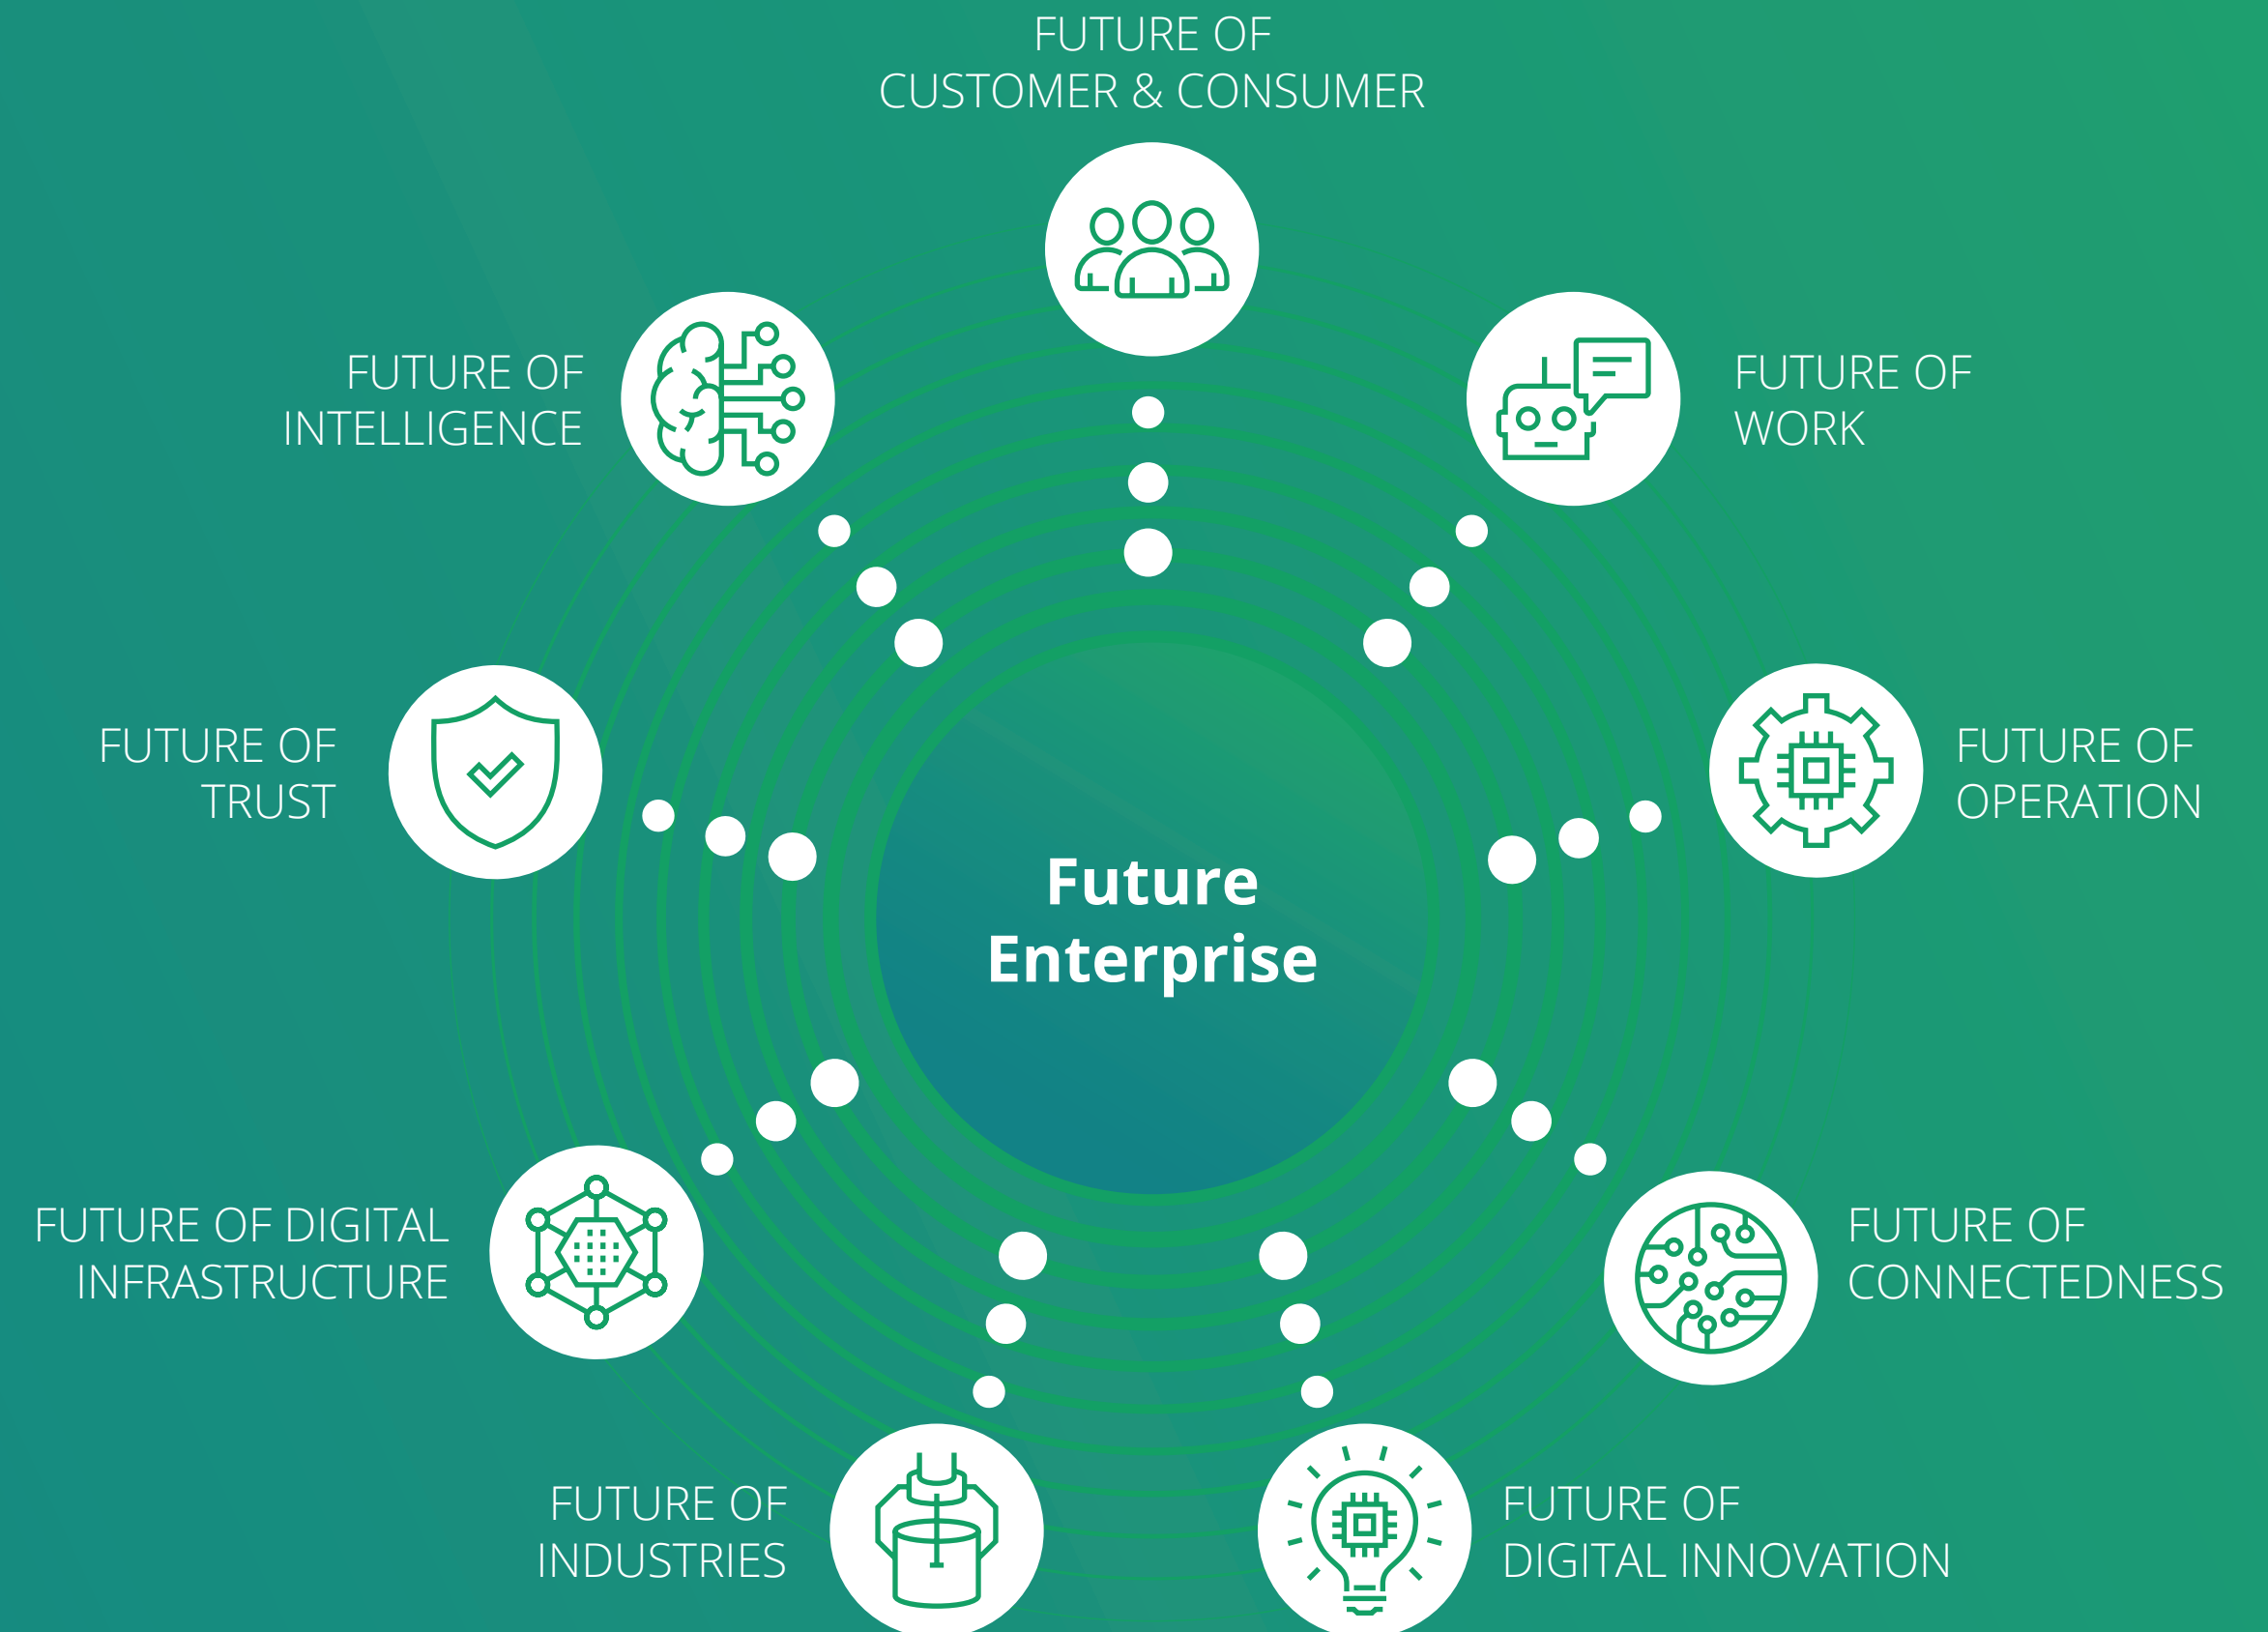 FUTURE OF
CUSTOMER & CONSUMER
FUTURE OF
INTELLIGENCE
FUTURE OF
WORK
FUTURE OF
TRUST
FUTURE OF
OPERATION
Future
Enterprise
FUTURE OF DIGITAL
INFRASTRUCTURE
FUTURE OF
CONNECTEDNESS
FUTURE OF
INDUSTRIES
FUTURE OF
DIGITAL INNOVATION